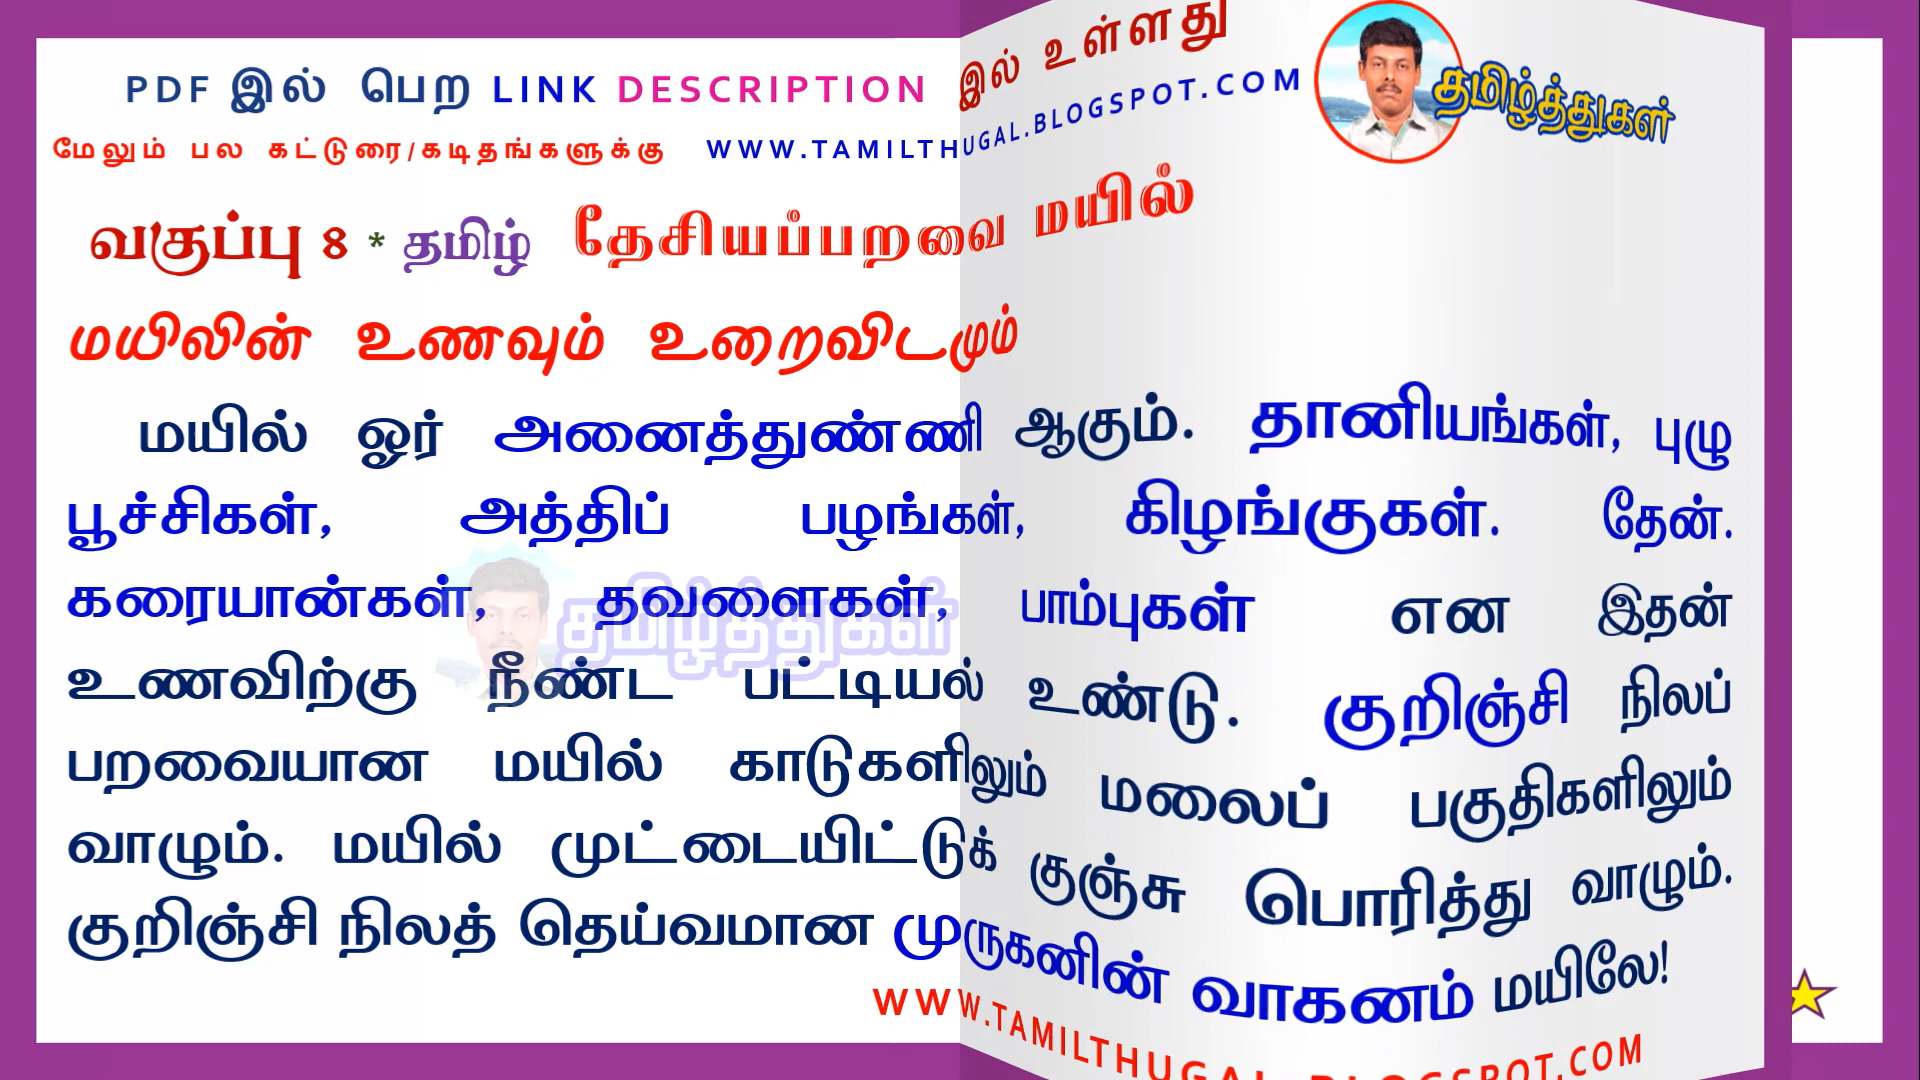 PDF இல் பெற LINK DESCRIPTION இல் உள்ளது
மேலும் பல கட்டுரை/கடிதங்களுக்கு WWW.TAMILTHUGAL.BLOGSPOT.COM
தமிழ்த்துகள்
வகுப்பு 8 * தமிழ் தேசியப்பறவை மயில்
மயிலின் உணவும் உறைவிடமும்
மயில் ஓர் அனைத்துண்ணி ஆகும். தானியங்கள், புழு
பூச்சிகள், அத்திப் பழங்கள், கிழங்குகள். தேன்.
கரையான்கள், தவளைகள், பாம்புகள் என இதன்
தமிழ்த்துகள்
உணவிற்கு நீண்ட பட்டியல் உண்டு. குறிஞ்சி நிலப்
பறவையான மயில் காடுகளிலும் மலைப் பகுதிகளிலும்
வாழும். மயில் முட்டையிட்டுக் குஞ்சு பொரித்து வாழும்.
குறிஞ்சி நிலத் தெய்வமான முருகனின் வாகனம் மயிலே!
WWW.TAMILTHUGAL.BLOGSPOT.COM